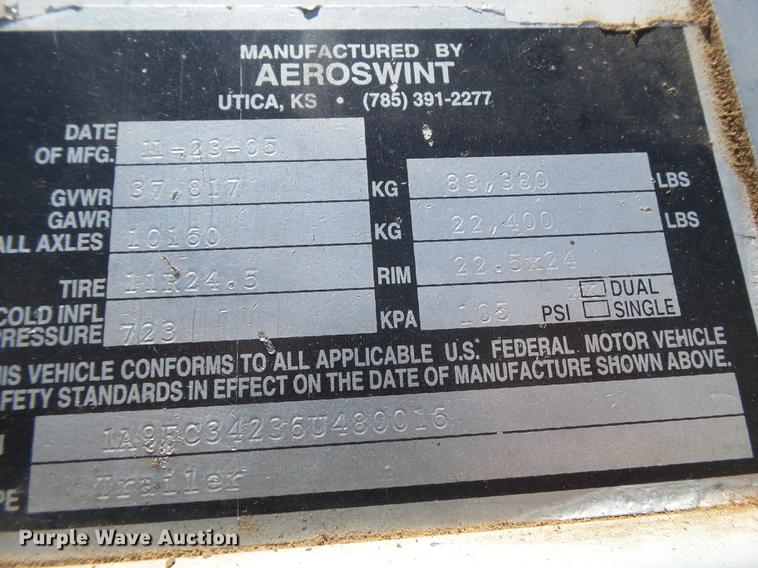 MANUFACTURED BY
AEROSWINT
UTICA, KS • (785) 391-2277
DATE
OF MFG. 11-23-05
GVWR 37,817 KG 83,380 LBS
GAWR
ALL AXLES 10160 KG 22,400 LBS
TIRE 11R24.5 RIM 22.5x24
COLD INFL
PRESSURE 723 KPA 105 PSI DUAL
SINGLE
HIS VEHICLE CONFORMS TO ALL APPLICABLE U.S. FEDERAL MOTOR VEHICLE
AFETY STANDARDS IN EFFECT ON THE DATE OF MANUFACTURE SHOWN ABOVE.
1A9FC34236U480016
PE Trailer
Purple Wave Auction